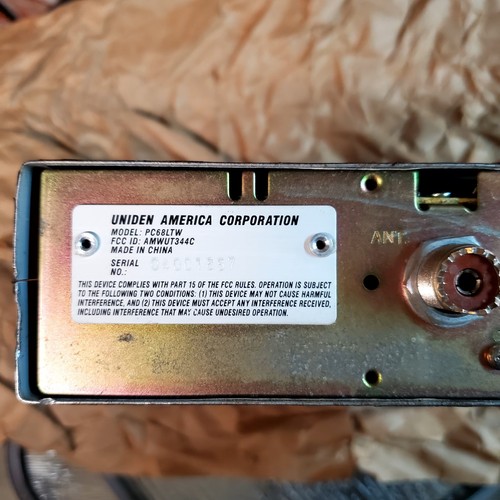 UNIDEN AMERICA CORPORATION
MODEL: PC68LTW
FCC ID: AMWUT344C
MADE IN CHINA
SERIAL
NO.:
THIS DEVICE COMPLIES WITH PART 15 OF THE FCC RULES. OPERATION IS SUBJECT
TO THE FOLLOWING TWO CONDITIONS: (1) THIS DEVICE MAY NOT CAUSE HARMFUL
INTERFERENCE, AND (2) THIS DEVICE MUST ACCEPT ANY INTERFERENCE RECEIVED,
INCLUDING INTERFERENCE THAT MAY CAUSE UNDESIRED OPERATION.
ANT.